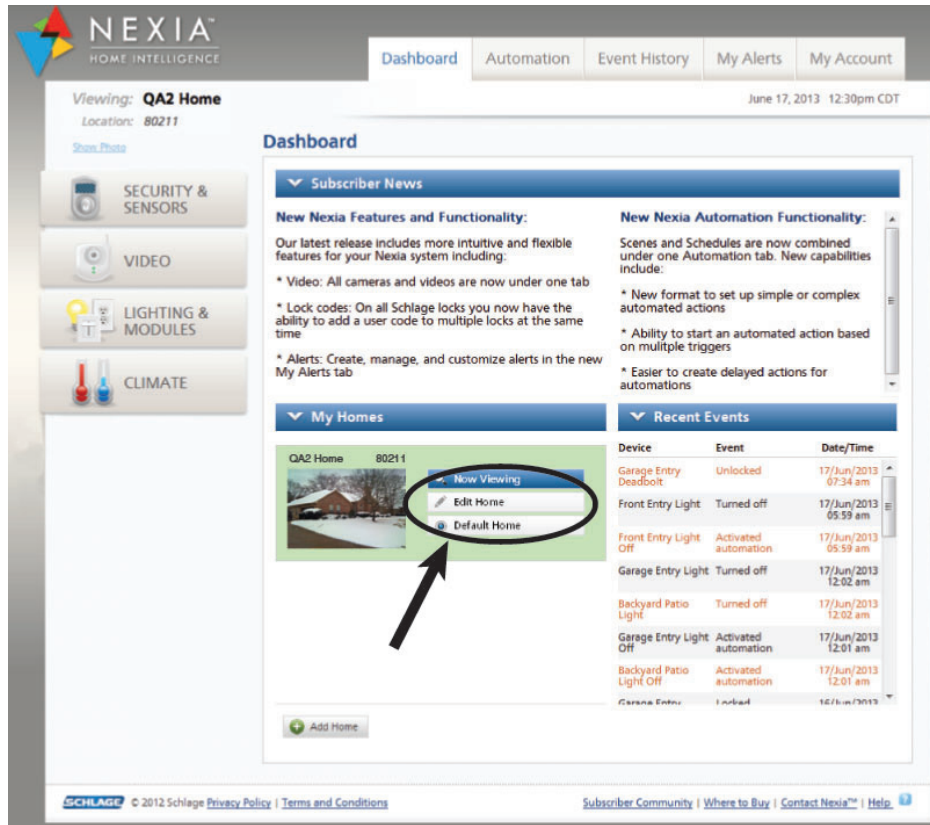 NEXIA™
HOME INTELLIGENCE
Dashboard
Automation
Event History
My Alerts
My Account
Viewing: QA2 Home
Location: 80211
Show Photo
June 17, 2013 12:30pm CDT
SECURITY &
SENSORS
VIDEO
LIGHTING &
MODULES
CLIMATE
Dashboard
Subscriber News
New Nexia Features and Functionality:
Our latest release includes more intuitive and flexible
features for your Nexia system including:
* Video: All cameras and videos are now under one tab
* Lock codes: On all Schlage locks you now have the
ability to add a user code to multiple locks at the same
time
* Alerts: Create, manage, and customize alerts in the new
My Alerts tab
New Nexia Automation Functionality:
Scenes and Schedules are now combined
under one Automation tab. New capabilities
include:
* New format to set up simple or complex
automated actions
* Ability to start an automated action based
on mulitple triggers
* Easier to create delayed actions for
automations
My Homes
QA2 Home 80211
Now Viewing
Edit Home
Default Home
Add Home
Recent Events
Device Event Date/Time
Garage Entry Unlocked 17/Jun/2013
Deadbolt 07:34 am
Front Entry Light Turned off 17/Jun/2013
05:59 am
Front Entry Light Activated 17/Jun/2013
Off automation 05:59 am
Garage Entry Light Turned off 17/Jun/2013
12:02 am
Backyard Patio Turned off 17/Jun/2013
Light 12:02 am
Garage Entry Light Activated 17/Jun/2013
Off automation 12:01 am
Backyard Patio Activated 17/Jun/2013
Light Off automation 12:01 am
Garage Entry Locked 16/Jun/2013
SCHLAGE © 2012 Schlage Privacy Policy | Terms and Conditions
Subscriber Community | Where to Buy | Contact Nexia™ | Help ?